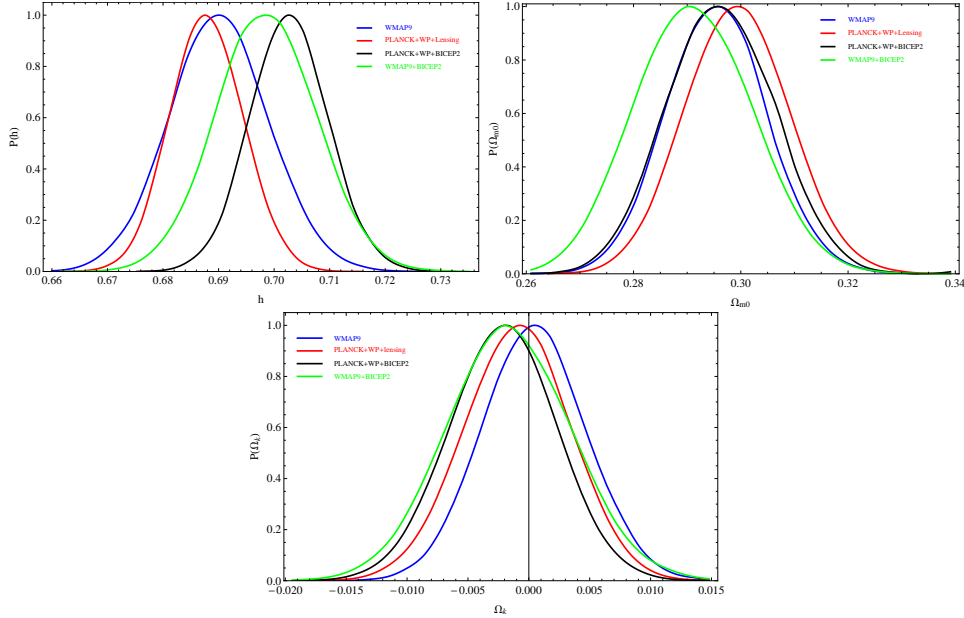 1.0
0.8
0.6
0.4
0.2
0.0
P(h)
WMAP9
PLANCK+WP+Lensing
PLANCK+WP+BICEP2
WMAP9+BICEP2
0.66 0.67 0.68 0.69 0.70 0.71 0.72 0.73
h
1.0
0.8
0.6
0.4
0.2
0.0
P(Ωm0)
WMAP9
PLANCK+WP+Lensing
PLANCK+WP+BICEP2
WMAP9+BICEP2
0.26 0.28 0.30 0.32 0.34
Ωm0
1.0
0.8
0.6
0.4
0.2
0.0
P(Ωk)
WMAP9
PLANCK+WP+lensing
PLANCK+WP+BICEP2
WMAP9+BICEP2
−0.020 −0.015 −0.010 −0.005 0.000 0.005 0.010 0.015
Ωk